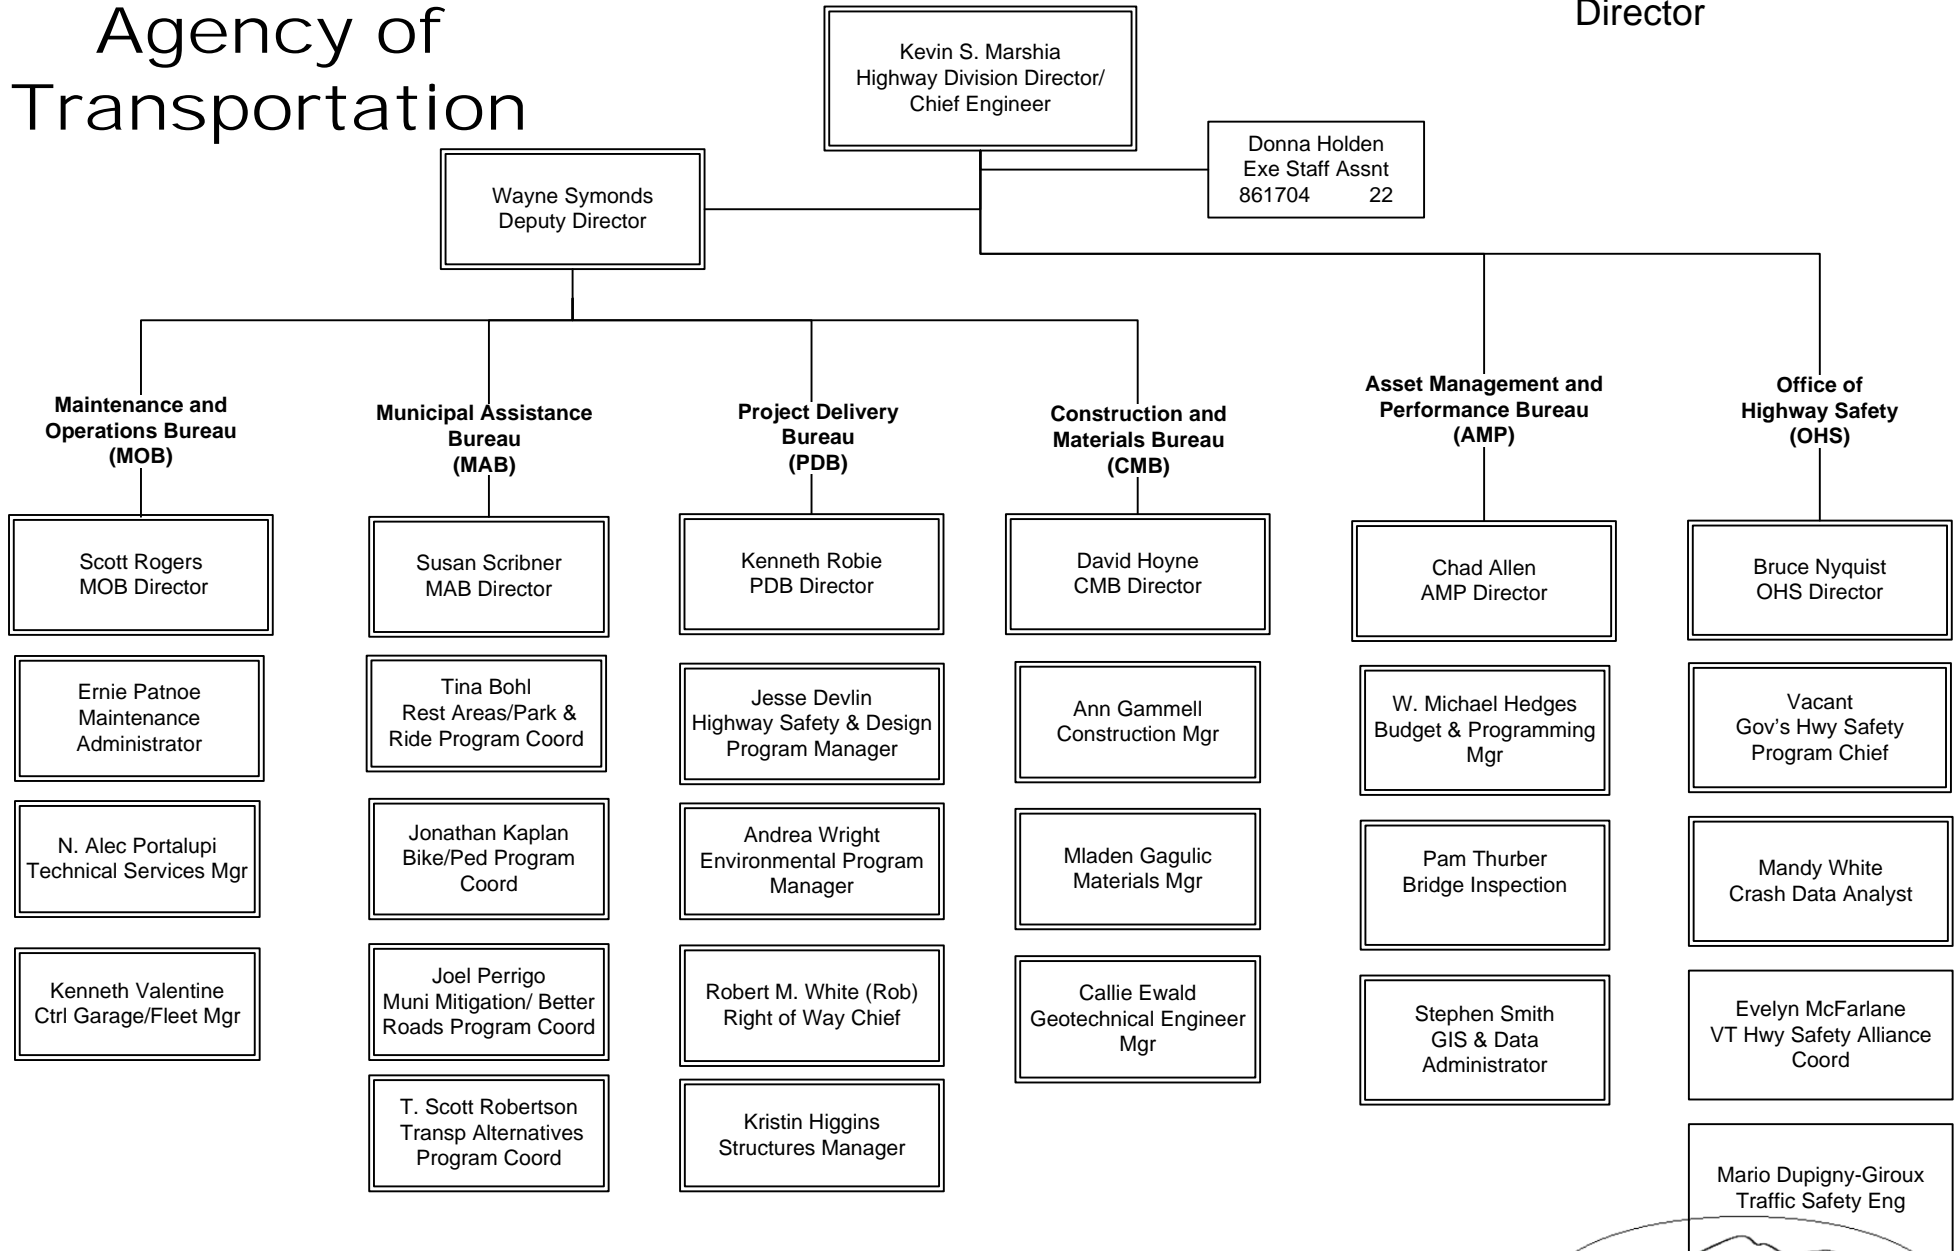 Agency of
Transportation
Director
Kevin S. Marshia
Highway Division Director/
Chief Engineer
Donna Holden
Exe Staff Assnt
861704 22
Wayne Symonds
Deputy Director
Maintenance and
Operations Bureau
(MOB)
Scott Rogers
MOB Director
Ernie Patnoe
Maintenance
Administrator
N. Alec Portalupi
Technical Services Mgr
Kenneth Valentine
Ctrl Garage/Fleet Mgr
Municipal Assistance
Bureau
(MAB)
Susan Scribner
MAB Director
Tina Bohl
Rest Areas/Park &
Ride Program Coord
Jonathan Kaplan
Bike/Ped Program
Coord
Joel Perrigo
Muni Mitigation/ Better
Roads Program Coord
T. Scott Robertson
Transp Alternatives
Program Coord
Project Delivery
Bureau
(PDB)
Kenneth Robie
PDB Director
Jesse Devlin
Highway Safety & Design
Program Manager
Andrea Wright
Environmental Program
Manager
Robert M. White (Rob)
Right of Way Chief
Kristin Higgins
Structures Manager
Construction and
Materials Bureau
(CMB)
David Hoyne
CMB Director
Ann Gammell
Construction Mgr
Mladen Gagulic
Materials Mgr
Callie Ewald
Geotechnical Engineer
Mgr
Asset Management and
Performance Bureau
(AMP)
Chad Allen
AMP Director
W. Michael Hedges
Budget & Programming
Mgr
Pam Thurber
Bridge Inspection
Stephen Smith
GIS & Data
Administrator
Office of
Highway Safety
(OHS)
Bruce Nyquist
OHS Director
Vacant
Gov's Hwy Safety
Program Chief
Mandy White
Crash Data Analyst
Evelyn McFarlane
VT Hwy Safety Alliance
Coord
Mario Dupigny-Giroux
Traffic Safety Eng